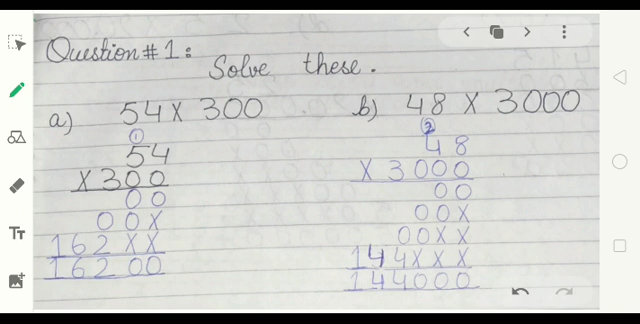 Question # 1 :
Solve these.
a) 54 x 300
b) 48 X 3000
1
54
X 300
00
00X
162XX
16200
2
48
X 3000
00
00X
00XX
144XXX
144000
Tт